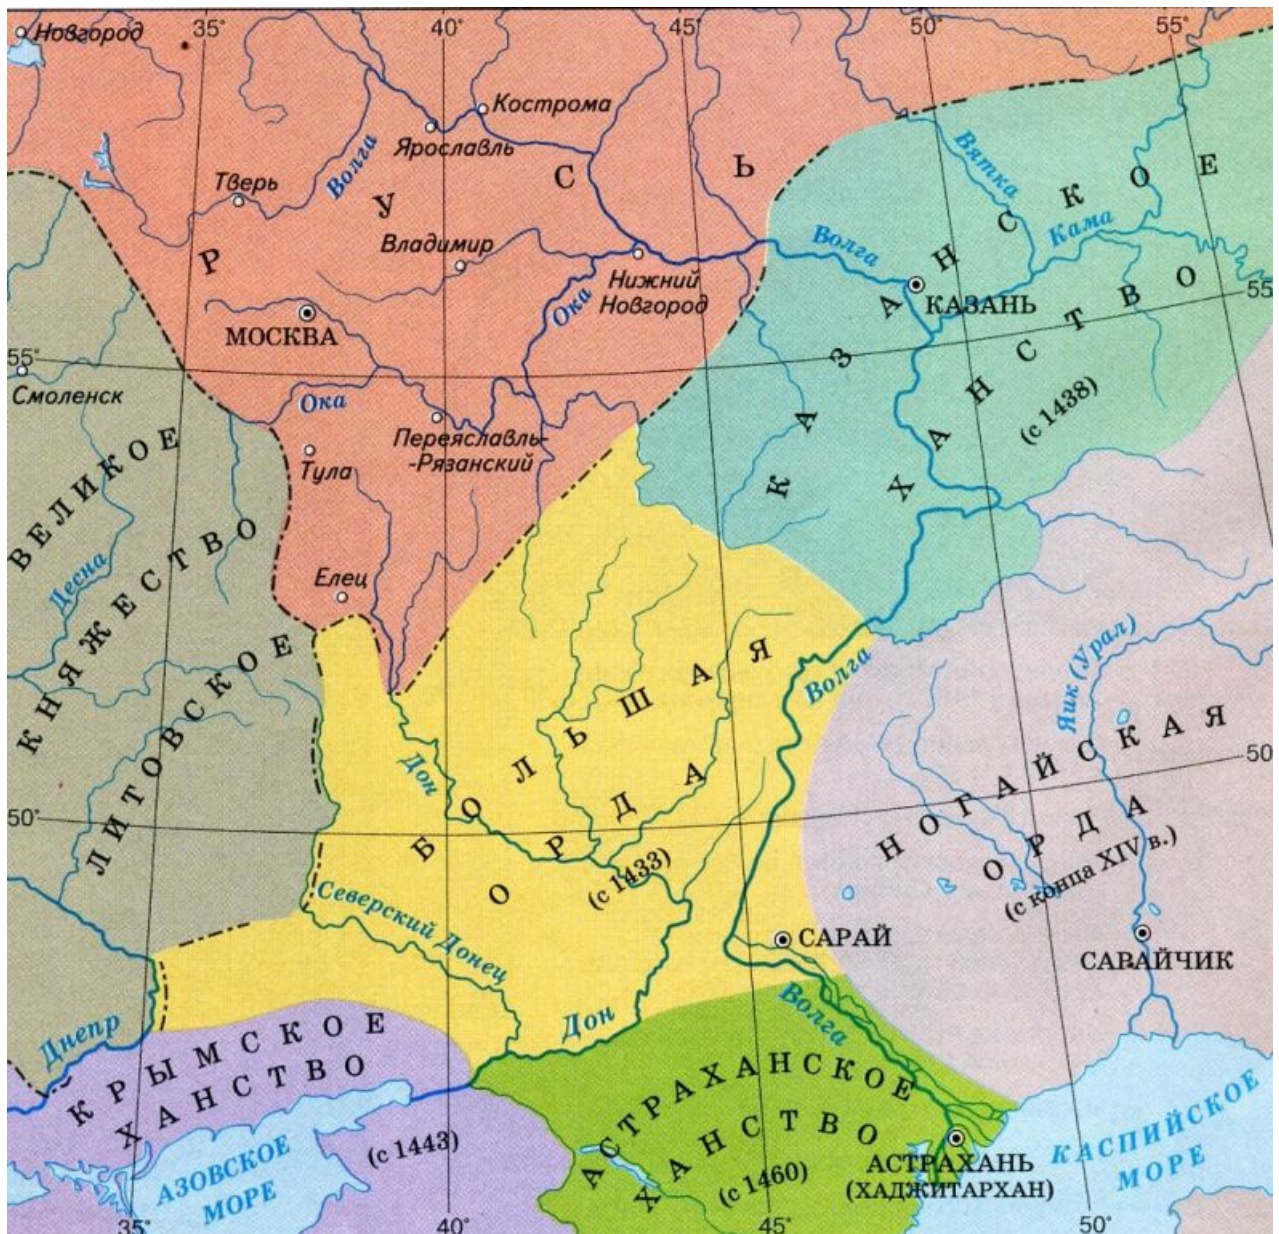 35°
40°
45°
50°
55°
Новгород
Кострома
Ярославль
Волга
Тверь
РУСЬ
Владимир
Нижний
Новгород
Ока
МОСКВА
Вятка
Кама
Волга
КАЗАНЬ
КАЗАНСКОЕ
ХАНСТВО
(с 1438)
55°
55
Смоленск
Ока
Переяславль-
-Рязанский
Тула
Елец
ВЕЛИКОЕ
КНЯЖЕСТВО
ЛИТОВСКОЕ
Десна
БОЛЬШАЯ
ОРДА
(с 1433)
Волга
Дон
Яик (Урал)
НОГАЙСКАЯ
ОРДА
(с конца XIV в.)
50°
50
Северский Донец
САРАЙ
САРАЙЧИК
Днепр
Дон
Волга
КРЫМСКОЕ
ХАНСТВО
(с 1443)
АСТРАХАНСКОЕ
ХАНСТВО
(с 1460)
АСТРАХАНЬ
(ХАДЖИТАРХАН)
АЗОВСКОЕ
МОРЕ
КАСПИЙСКОЕ
МОРЕ
35°
40°
45°
50°